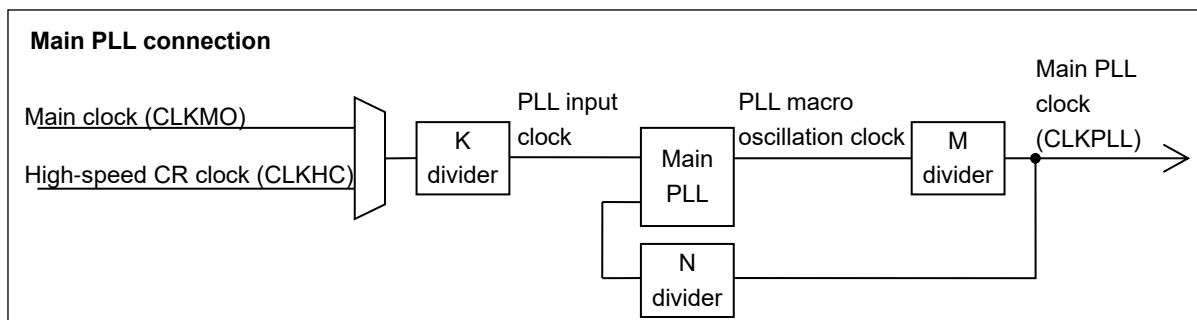 Main PLL connection
Main clock (CLKMO)
High-speed CR clock (CLKHC)
K
divider
PLL input
clock
Main
PLL
PLL macro
oscillation clock
M
divider
Main PLL
clock
(CLKPLL)
N
divider